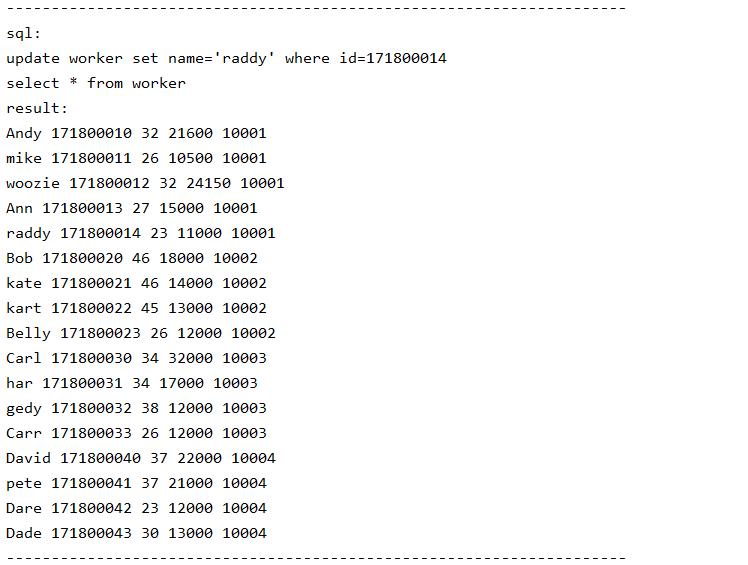 ---------------------------------------------------------------------
sql:
update worker set name='raddy' where id=171800014
select * from worker
result:
Andy 171800010 32 21600 10001
mike 171800011 26 10500 10001
woozie 171800012 32 24150 10001
Ann 171800013 27 15000 10001
raddy 171800014 23 11000 10001
Bob 171800020 46 18000 10002
kate 171800021 46 14000 10002
kart 171800022 45 13000 10002
Belly 171800023 26 12000 10002
Carl 171800030 34 32000 10003
har 171800031 34 17000 10003
gedy 171800032 38 12000 10003
Carr 171800033 26 12000 10003
David 171800040 37 22000 10004
pete 171800041 37 21000 10004
Dare 171800042 23 12000 10004
Dade 171800043 30 13000 10004
---------------------------------------------------------------------